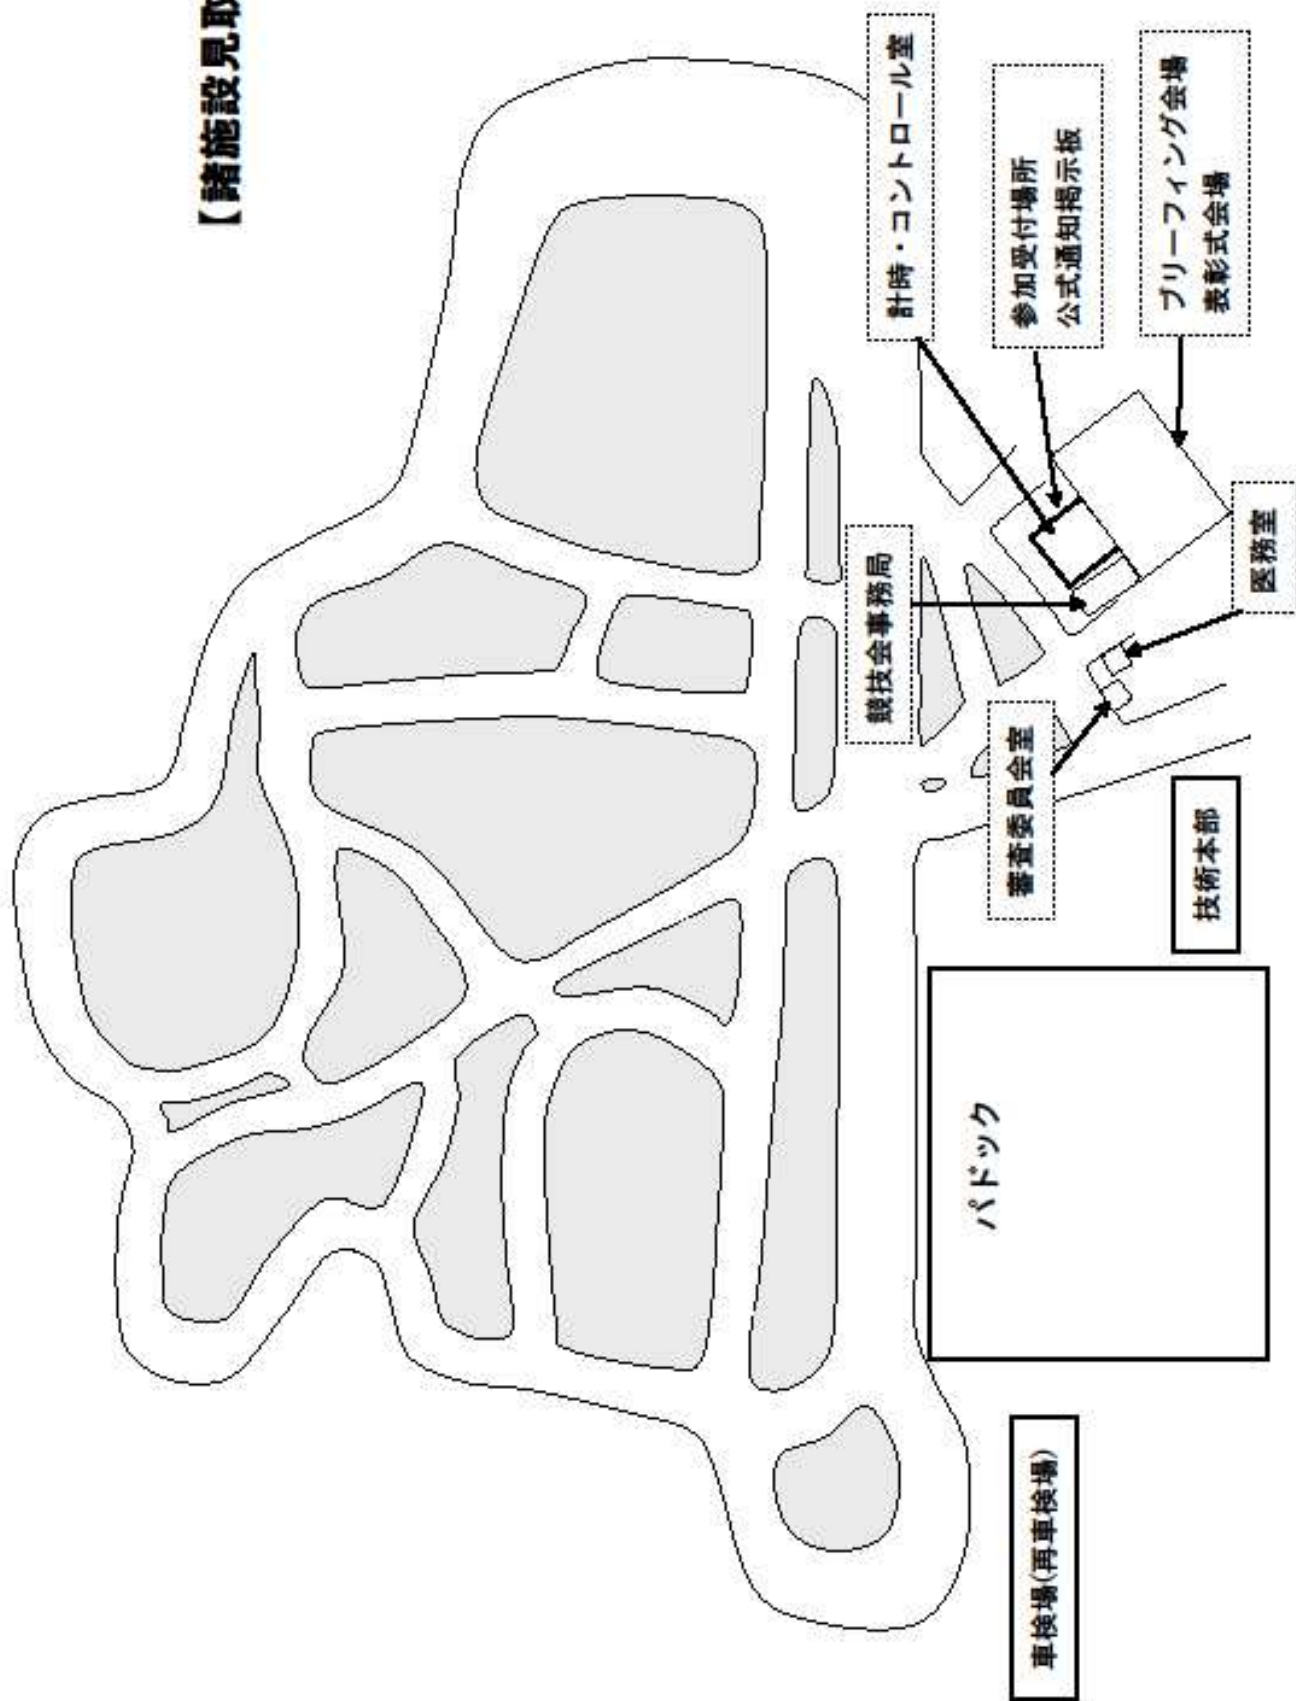 【諸施設見取
計時・コントロール室
参加受付場所
公式通知掲示板
ブリーフィング会場
表彰式会場
競技会事務局
医務室
審査委員会室
技術本部
パドック
車検場(再車検場)